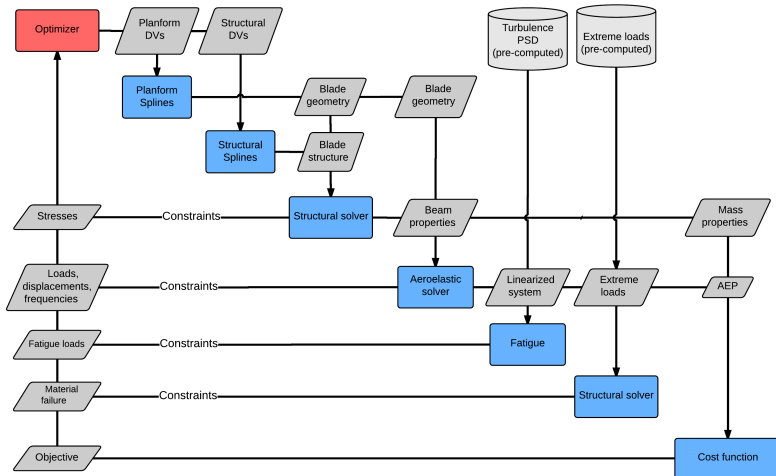 Optimizer
Planform
DVs
Structural
DVs
Turbulence
PSD
(pre-computed)
Extreme loads
(pre-computed)
Planform
Splines
Blade
geometry
Blade
geometry
Structural
Splines
Blade
structure
Stresses
Constraints
Structural solver
Beam
properties
Mass
properties
Loads,
displacements,
frequencies
Constraints
Aeroelastic
solver
Linearized
system
Extreme
loads
AEP
Fatigue loads
Constraints
Fatigue
Material
failure
Constraints
Structural solver
Objective
Cost function